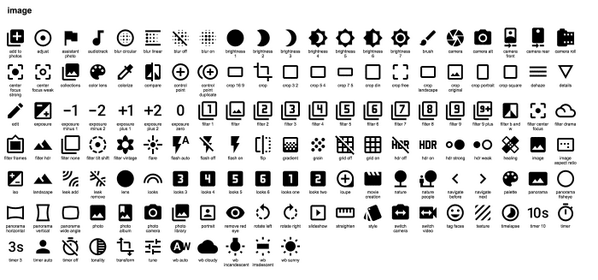 image
add to photos
adjust
assistant photo
audiotrack
blur circular
blur linear
blur off
blur on
brightness 1
brightness 2
brightness 3
brightness 4
brightness 5
brightness 6
brightness 7
brush
camera
camera alt
camera front
camera rear
camera roll
center focus strong
center focus weak
collections
color lens
colorize
compare
control point
control point duplicate
crop 16 9
crop
crop 3 2
crop 5 4
crop 7 5
crop din
crop free
crop landscape
crop original
crop portrait
crop square
dehaze
details
edit
exposure
-1
exposure minus 1
-2
exposure minus 2
+1
exposure plus 1
+2
exposure plus 2
0
exposure zero
filter 1
filter
filter 2
filter 3
filter 4
filter 5
filter 6
filter 7
filter 8
filter 9
filter 9 plus
filter b and w
filter center focus
filter drama
filter frames
filter hdr
filter none
filter tilt shift
filter vintage
flare
flash auto
flash off
flash on
flip
gradient
grain
grid off
grid on
hdr off
HDR
hdr on
hdr strong
hdr weak
healing
image
image aspect ratio
iso
landscape
leak add
leak remove
lens
looks
looks 3
looks 4
looks 5
looks 6
looks one
looks two
loupe
movie creation
nature
nature people
navigate before
navigate next
palette
panorama
panorama fisheye
panorama horizontal
panorama vertical
panorama wide angle
photo
photo album
photo camera
photo library
portrait
remove red eye
rotate left
rotate right
slideshow
straighten
style
switch camera
switch video
tag faces
texture
timelapse
10s
timer 10
timer
3s
timer 3
timer auto
timer off
tonality
transform
tune
wb auto
wb cloudy
wb incandescent
wb iridescent
wb sunny